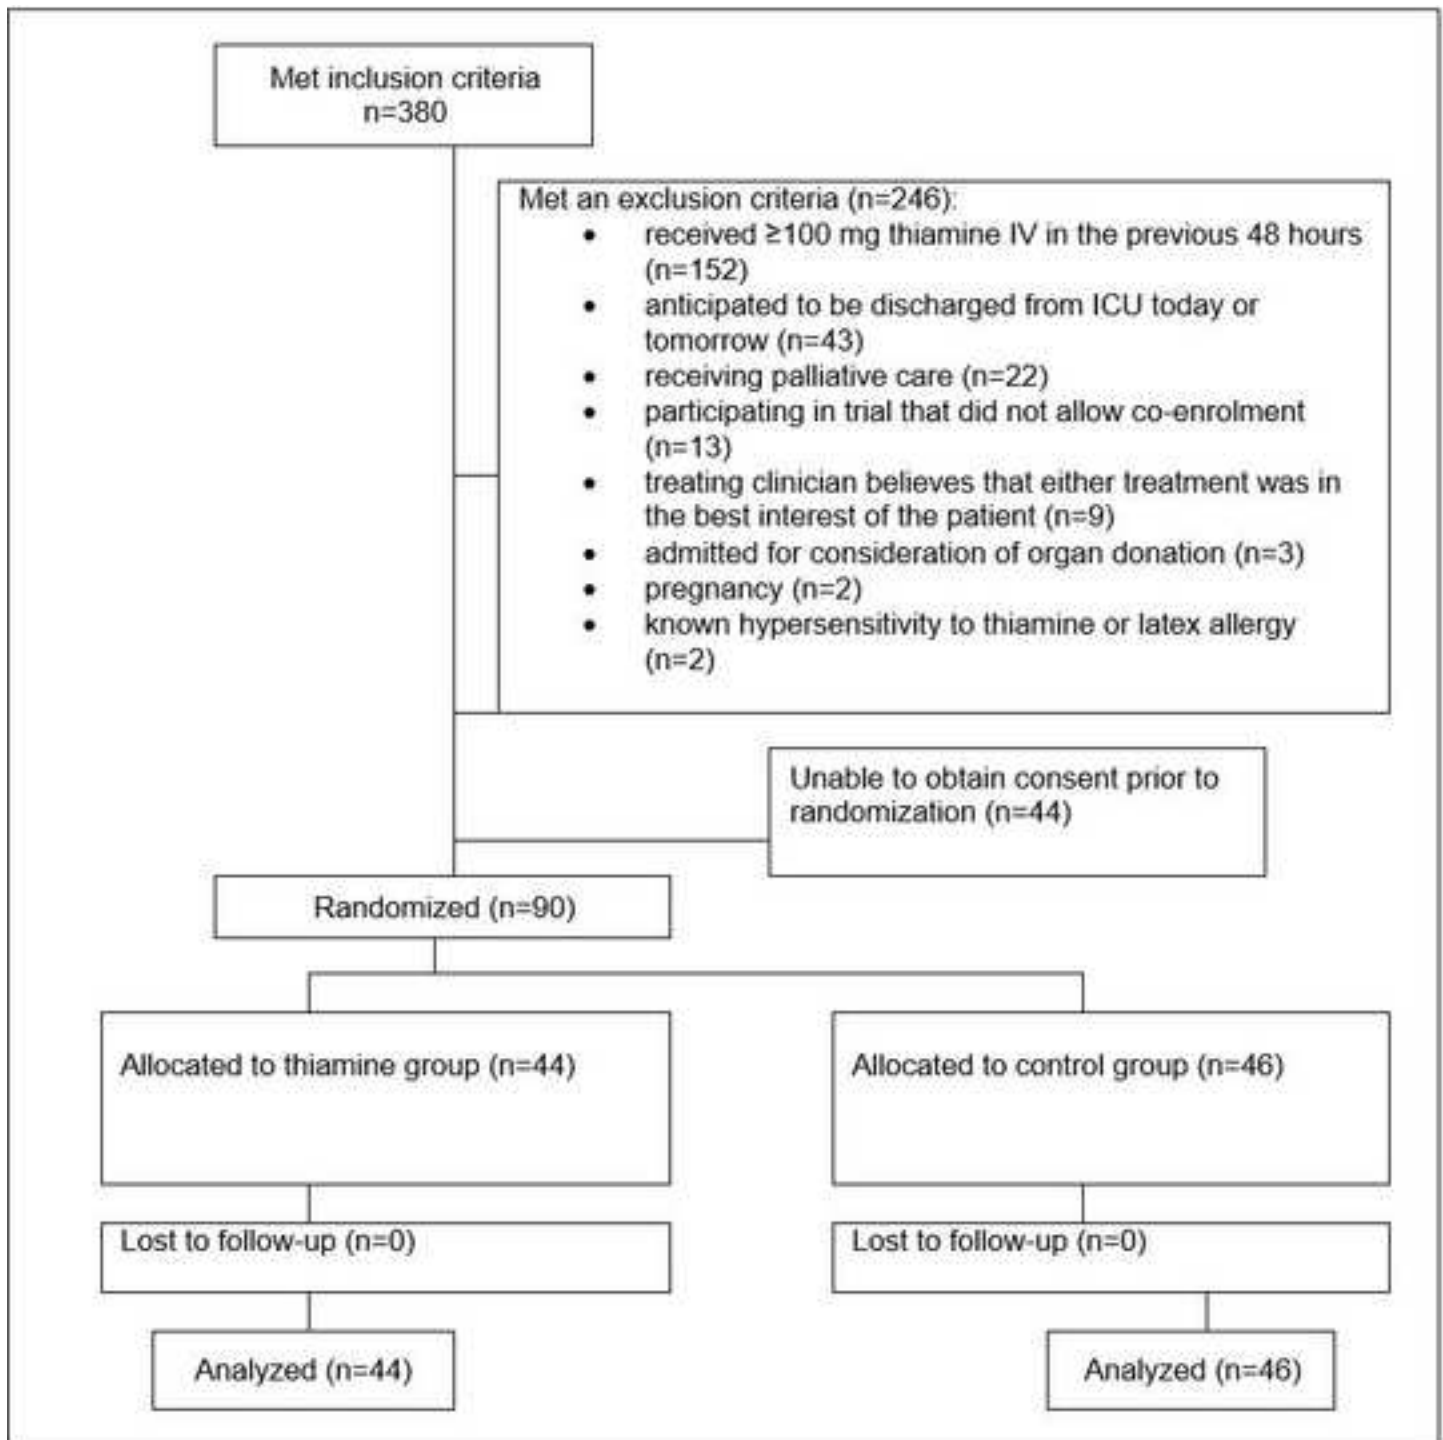 Met inclusion criteria
n=380
Met an exclusion criteria (n=246):
• received ≥100 mg thiamine IV in the previous 48 hours
(n=152)
• anticipated to be discharged from ICU today or
tomorrow (n=43)
• receiving palliative care (n=22)
• participating in trial that did not allow co-enrolment
(n=13)
• treating clinician believes that either treatment was in
the best interest of the patient (n=9)
• admitted for consideration of organ donation (n=3)
• pregnancy (n=2)
• known hypersensitivity to thiamine or latex allergy
(n=2)
Unable to obtain consent prior to
randomization (n=44)
Randomized (n=90)
Allocated to thiamine group (n=44)
Allocated to control group (n=46)
Lost to follow-up (n=0)
Lost to follow-up (n=0)
Analyzed (n=44)
Analyzed (n=46)